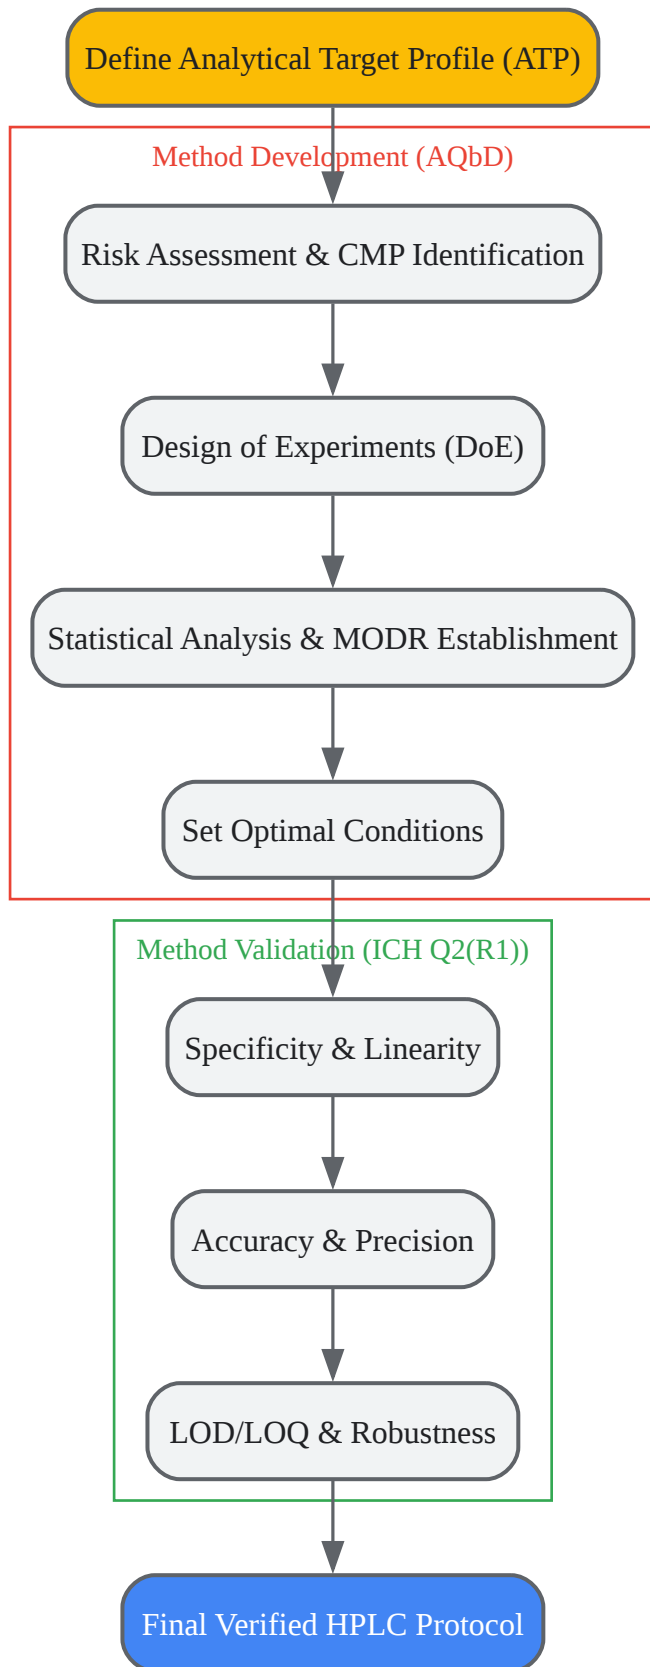 Define Analytical Target Profile (ATP)
Method Development (AQbD)
Risk Assessment & CMP Identification
Design of Experiments (DoE)
Statistical Analysis & MODR Establishment
Set Optimal Conditions
Method Validation (ICH Q2(R1))
Specificity & Linearity
Accuracy & Precision
LOD/LOQ & Robustness
Final Verified HPLC Protocol